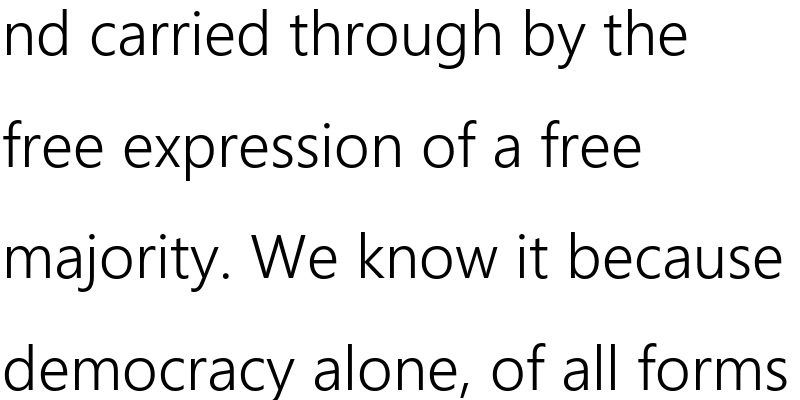 nd carried through by the
free expression of a free
majority. We know it because
democracy alone, of all forms